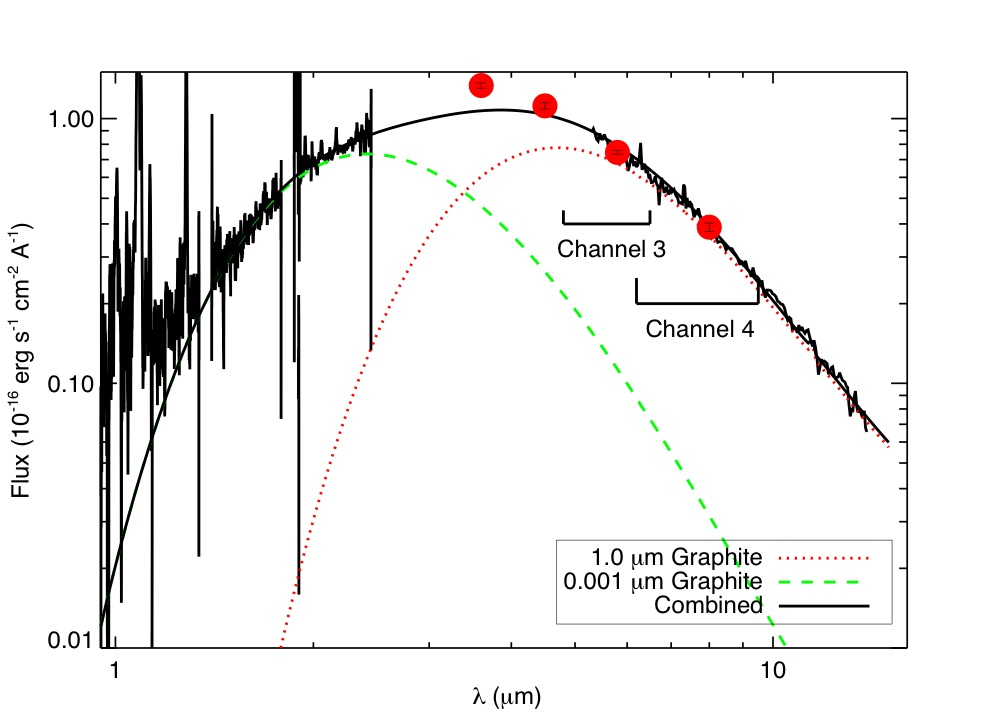 1.00
0.10
0.01
Flux (10⁻¹⁶ erg s⁻¹ cm⁻² A⁻¹)
Channel 3
Channel 4
1.0 μm Graphite
0.001 μm Graphite
Combined
1
10
λ (μm)